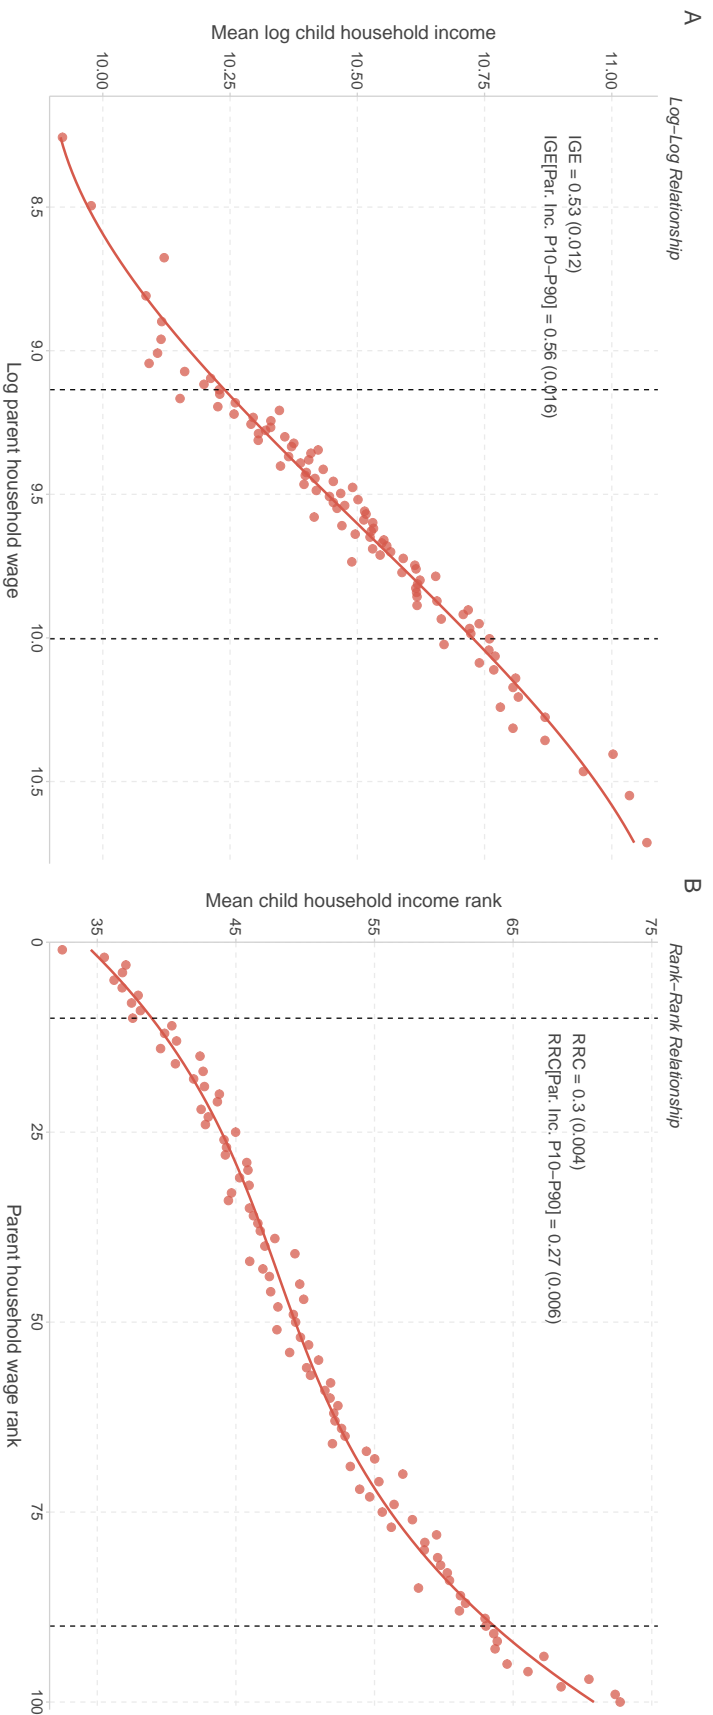 A
Log−Log Relationship
IGE = 0.53 (0.012)
IGE[Par. Inc. P10−P90] = 0.56 (0.016)
Mean log child household income
11.00
10.75
10.50
10.25
10.00
8.5
9.0
9.5
10.0
10.5
Log parent household wage
B
Rank−Rank Relationship
RRC = 0.3 (0.004)
RRC[Par. Inc. P10−P90] = 0.27 (0.006)
Mean child household income rank
75
65
55
45
35
0
25
50
75
100
Parent household wage rank